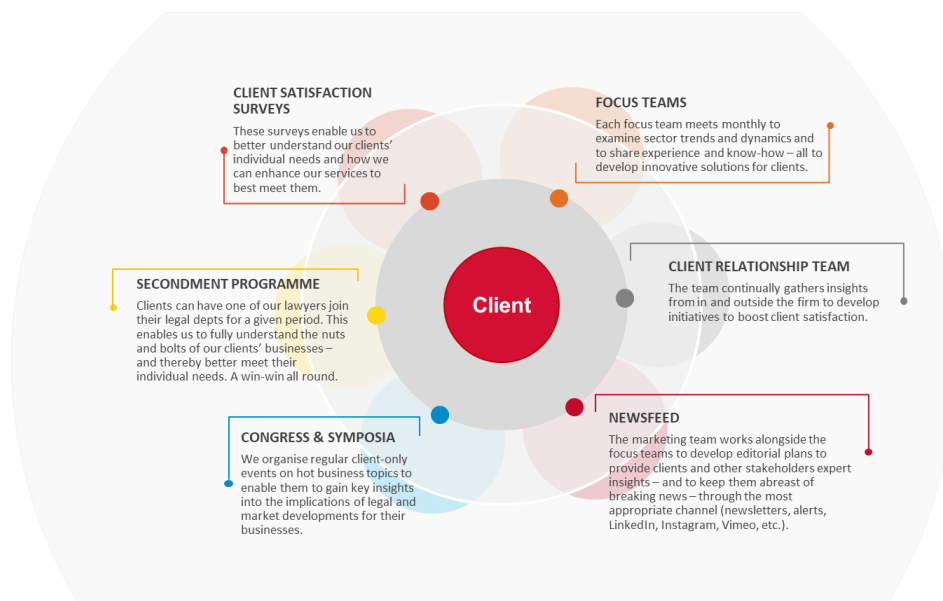 CLIENT SATISFACTION
SURVEYS
These surveys enable us to
better understand our clients'
individual needs and how we
can enhance our services to
best meet them.
FOCUS TEAMS
Each focus team meets monthly to
examine sector trends and dynamics and
to share experience and know-how – all to
develop innovative solutions for clients.
SECONDMENT PROGRAMME
Clients can have one of our lawyers join
their legal depts for a given period. This
enables us to fully understand the nuts
and bolts of our clients' businesses –
and thereby better meet their
individual needs. A win-win all round.
Client
CLIENT RELATIONSHIP TEAM
The team continually gathers insights
from in and outside the firm to develop
initiatives to boost client satisfaction.
CONGRESS & SYMPOSIA
We organise regular client-only
events on hot business topics to
enable them to gain key insights
into the implications of legal and
market developments for their
businesses.
NEWSFEED
The marketing team works alongside the
focus teams to develop editorial plans to
provide clients and other stakeholders expert
insights – and to keep them abreast of
breaking news – through the most
appropriate channel (newsletters, alerts,
LinkedIn, Instagram, Vimeo, etc.).